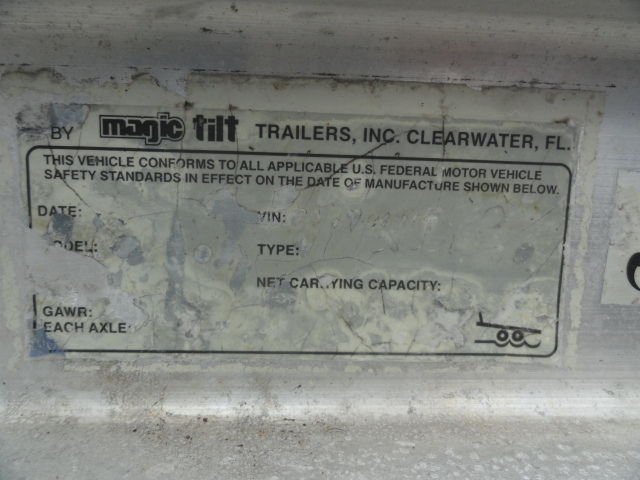 BY magic tilt TRAILERS, INC. CLEARWATER, FL.
THIS VEHICLE CONFORMS TO ALL APPLICABLE U.S. FEDERAL MOTOR VEHICLE
SAFETY STANDARDS IN EFFECT ON THE DATE OF MANUFACTURE SHOWN BELOW.
DATE: VIN:
TYPE:
NET CARRYING CAPACITY:
GAWR:
EACH AXLE: